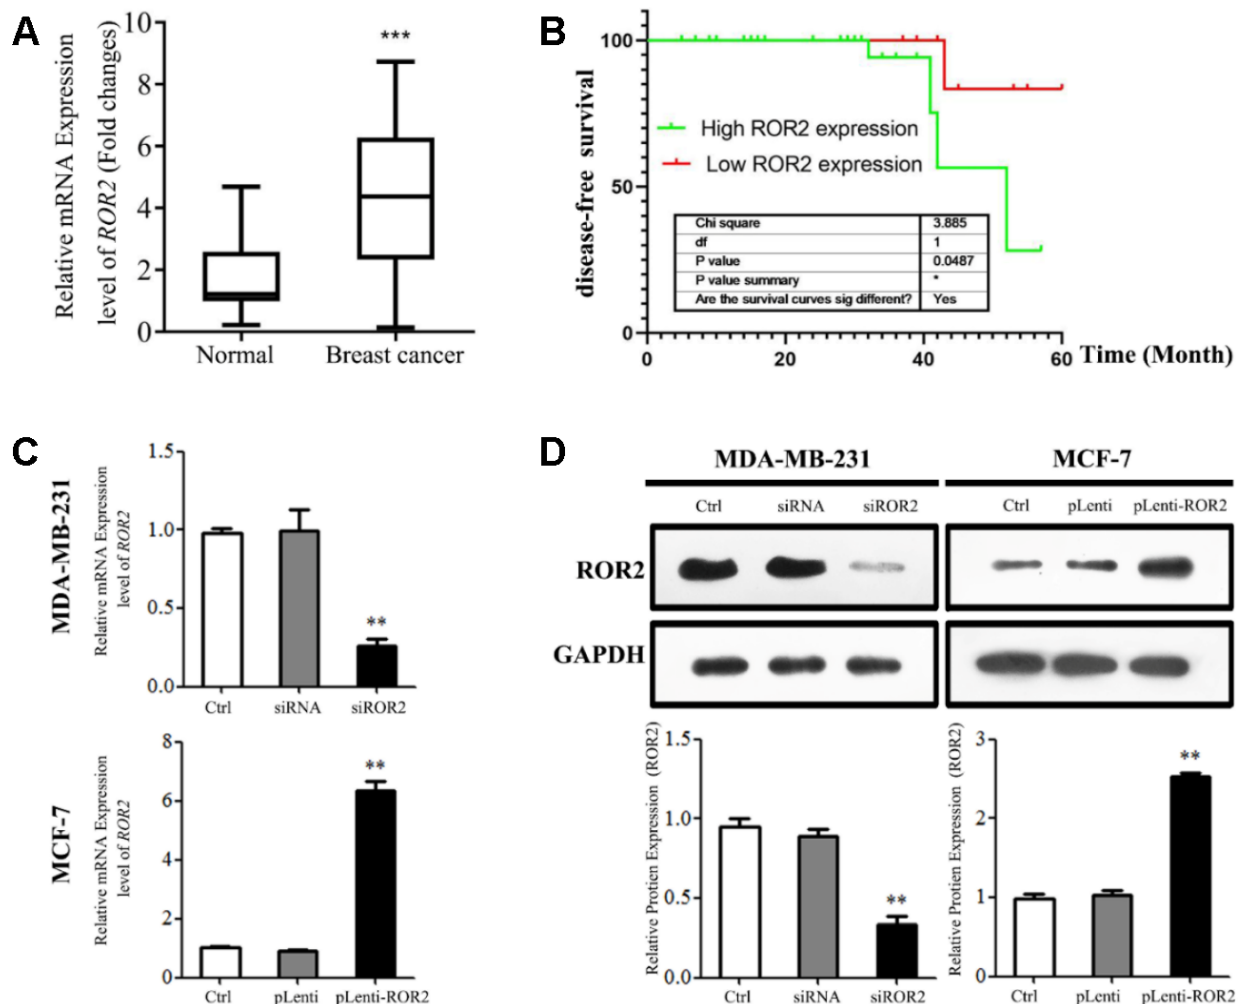 A
Relative mRNA Expression
level of ROR2 (Fold changes)
10
8
6
4
2
0
***
Normal
Breast cancer
B
disease-free survival
100
50
0
High ROR2 expression
Low ROR2 expression
Chi square 3.885
df 1
P value 0.0487
P value summary *
Are the survival curves sig different? Yes
0 20 40 60
Time (Month)
C
MDA-MB-231
Relative mRNA Expression
level of ROR2
1.5
1.0
0.5
0.0
**
Ctrl siRNA siROR2
MCF-7
Relative mRNA Expression
level of ROR2
8
6
4
2
0
**
Ctrl pLenti pLenti-ROR2
D
MDA-MB-231 MCF-7
Ctrl siRNA siROR2 Ctrl pLenti pLenti-ROR2
ROR2
GAPDH
Relative Protien Expression (ROR2)
1.5
1.0
0.5
0.0
**
Ctrl siRNA siROR2
Relative Protien Expression (ROR2)
3
2
1
0
**
Ctrl pLenti pLenti-ROR2